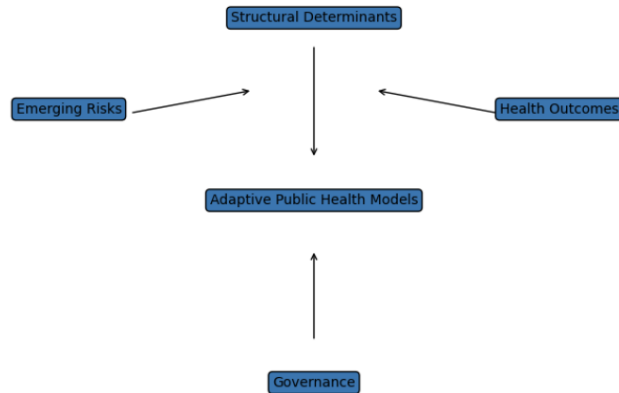 Structural Determinants
Emerging Risks
Health Outcomes
Adaptive Public Health Models
Governance